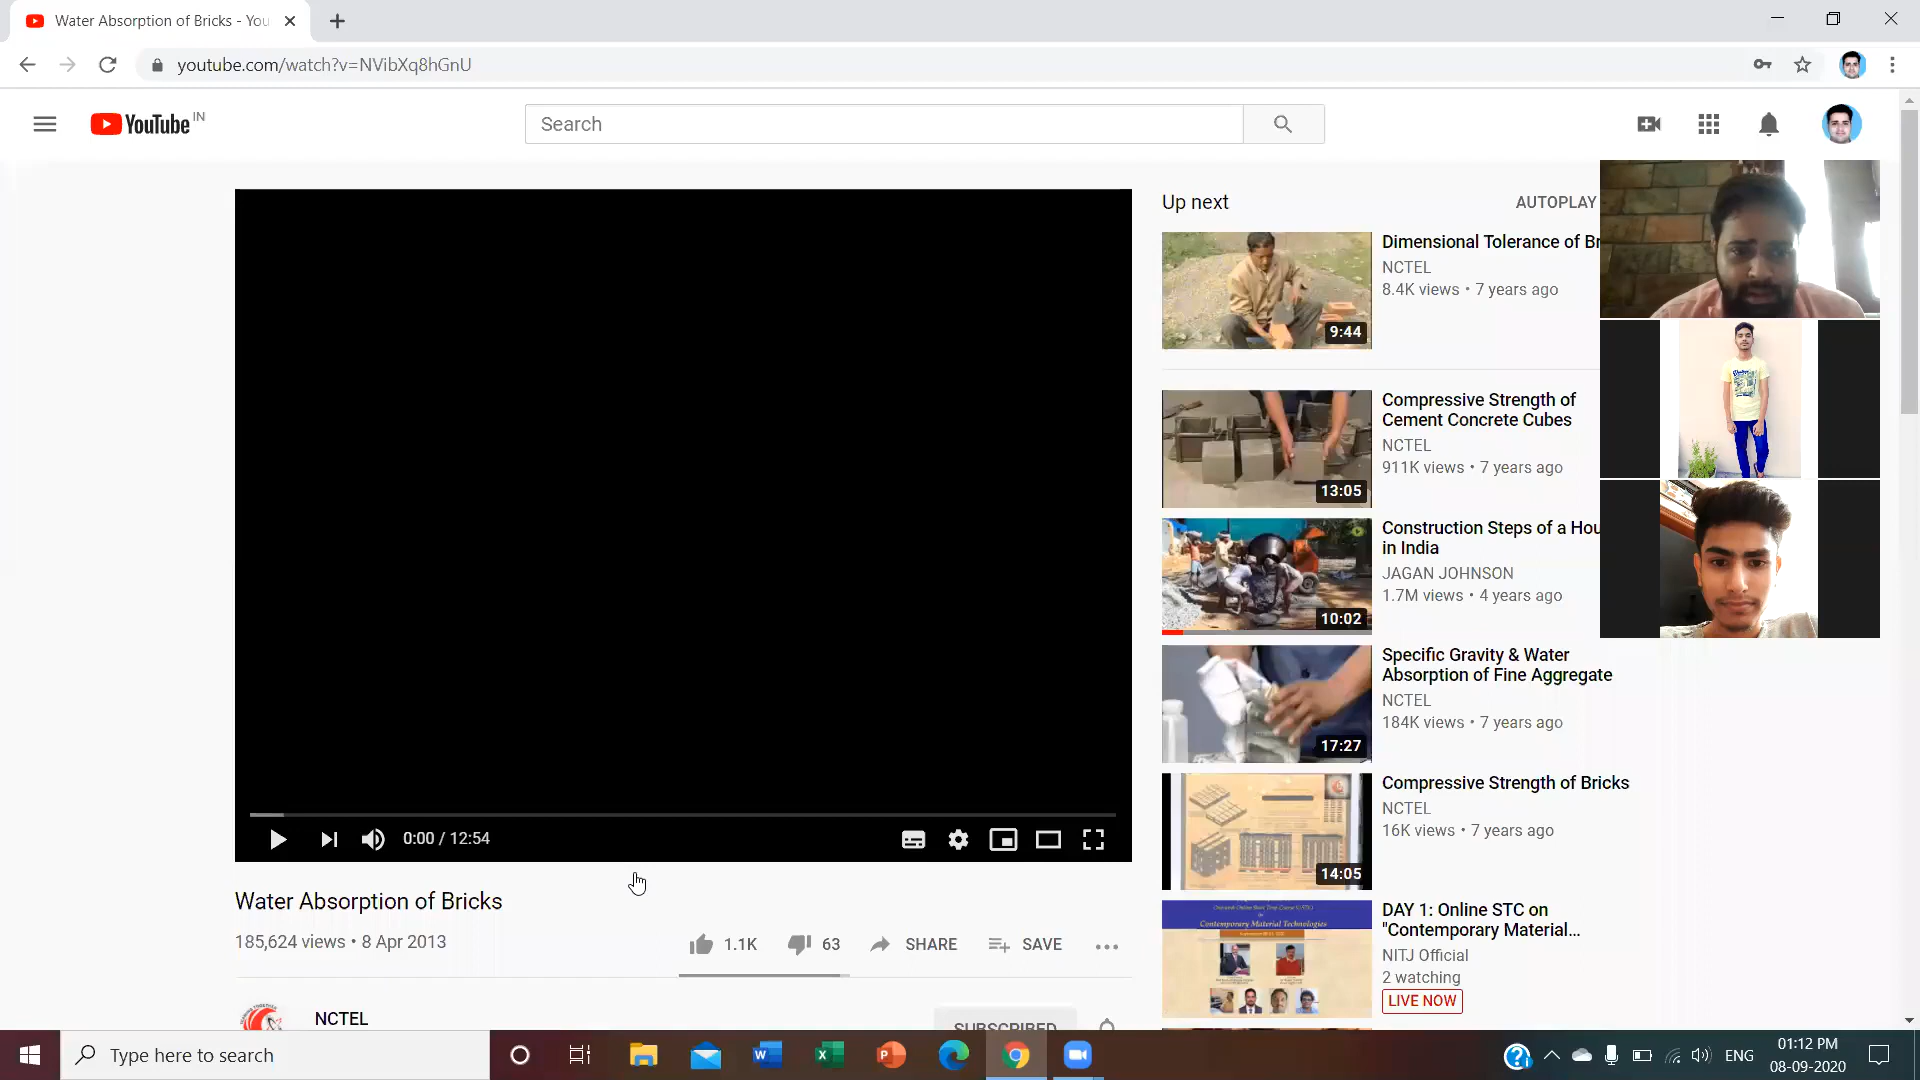 Water Absorption of Bricks - You
youtube.com/watch?v=NVibXq8hGnU
YouTube IN
Search
Up next
AUTOPLAY
Dimensional Tolerance of Br
NCTEL
8.4K views • 7 years ago
9:44
Compressive Strength of
Cement Concrete Cubes
NCTEL
911K views • 7 years ago
13:05
Construction Steps of a Hou
in India
JAGAN JOHNSON
1.7M views • 4 years ago
10:02
Specific Gravity & Water
Absorption of Fine Aggregate
NCTEL
184K views • 7 years ago
17:27
Compressive Strength of Bricks
NCTEL
16K views • 7 years ago
14:05
Contemporary Material Technologies
DAY 1: Online STC on
"Contemporary Material...
NITJ Official
2 watching
LIVE NOW
0:00 / 12:54
Water Absorption of Bricks
185,624 views • 8 Apr 2013
1.1K
63
SHARE
SAVE
NCTEL
SUBSCRIBED
Type here to search
ENG
01:12 PM
08-09-2020